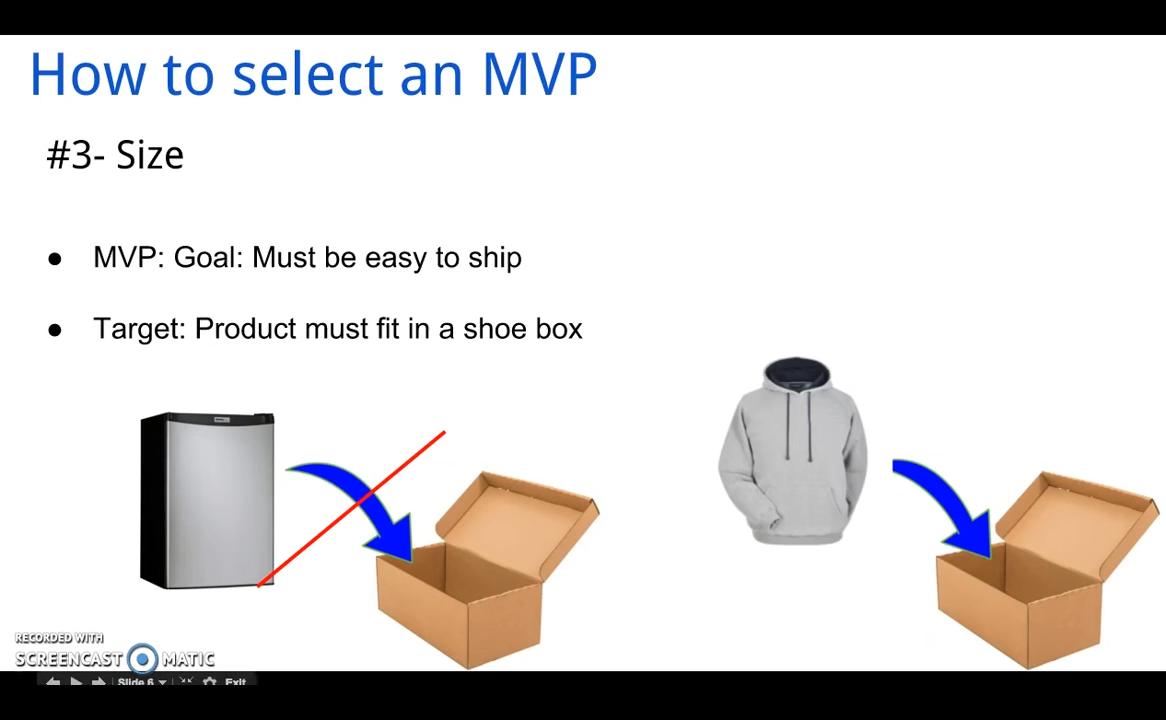 How to select an MVP
#3- Size
● MVP: Goal: Must be easy to ship
● Target: Product must fit in a shoe box
RECORDED WITH
SCREENCAST MATIC
Slide 6 Exit